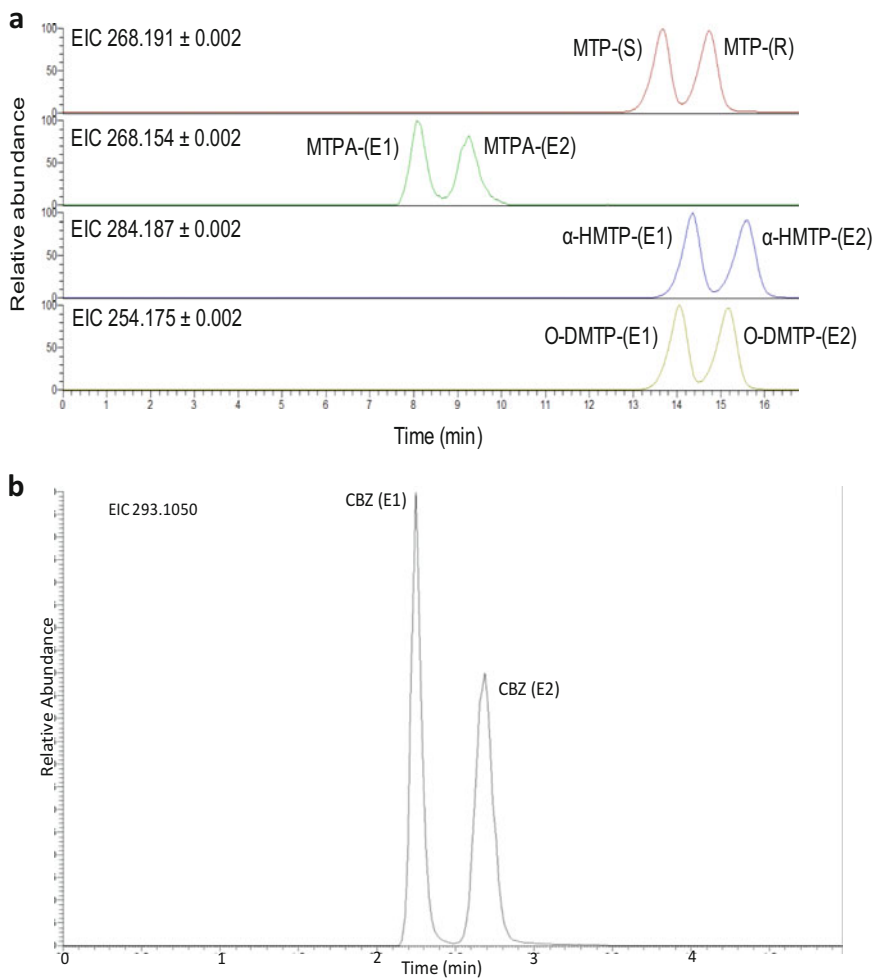 a
Relative abundance
100
50
0
EIC 268.191 ± 0.002
MTP-(S)
MTP-(R)
100
50
0
EIC 268.154 ± 0.002
MTPA-(E1)
MTPA-(E2)
100
50
0
EIC 284.187 ± 0.002
α-HMTP-(E1)
α-HMTP-(E2)
100
50
0
EIC 254.175 ± 0.002
O-DMTP-(E1)
O-DMTP-(E2)
0 1 2 3 4 5 6 7 8 9 10 11 12 13 14 15 16
Time (min)
b
EIC 293.1050
CBZ (E1)
CBZ (E2)
Relative Abundance
0 1 2 3 4
Time (min)